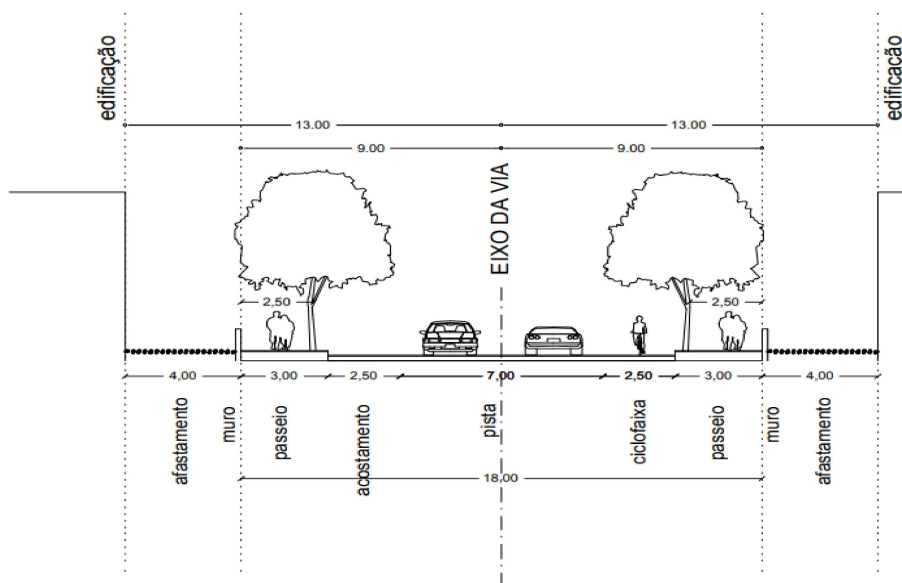 edificação
edificação
13.00
13.00
9.00
9.00
EIXO DA VIA
2,50
2,50
4,00
3,00
2,50
7,00
2,50
3,00
4,00
afastamento
muro
passeio
acostamento
pista
ciclofaixa
passeio
muro
afastamento
18,00